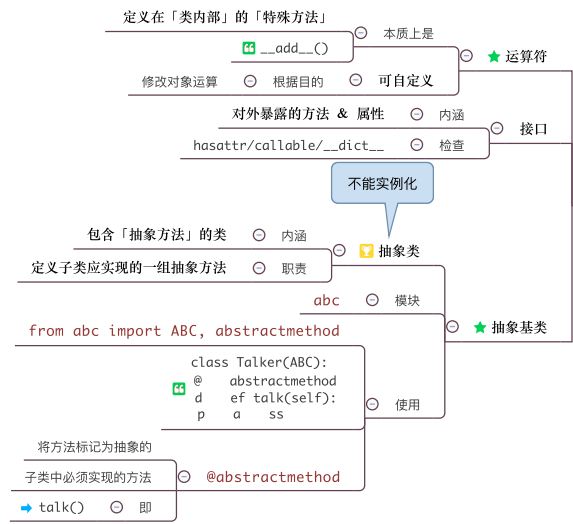 定义在「类内部」的「特殊方法」
本质上是
__add__()
运算符
修改对象运算
根据目的
可自定义
对外暴露的方法 & 属性
内涵
接口
hasattr/callable/__dict__
检查
不能实例化
包含「抽象方法」的类
内涵
抽象类
定义子类应实现的一组抽象方法
职责
abc
模块
抽象基类
from abc import ABC, abstractmethod
class Talker(ABC):
@ abstractmethod
d ef talk(self):
p a ss
使用
将方法标记为抽象的
子类中必须实现的方法
@abstractmethod
talk()
即